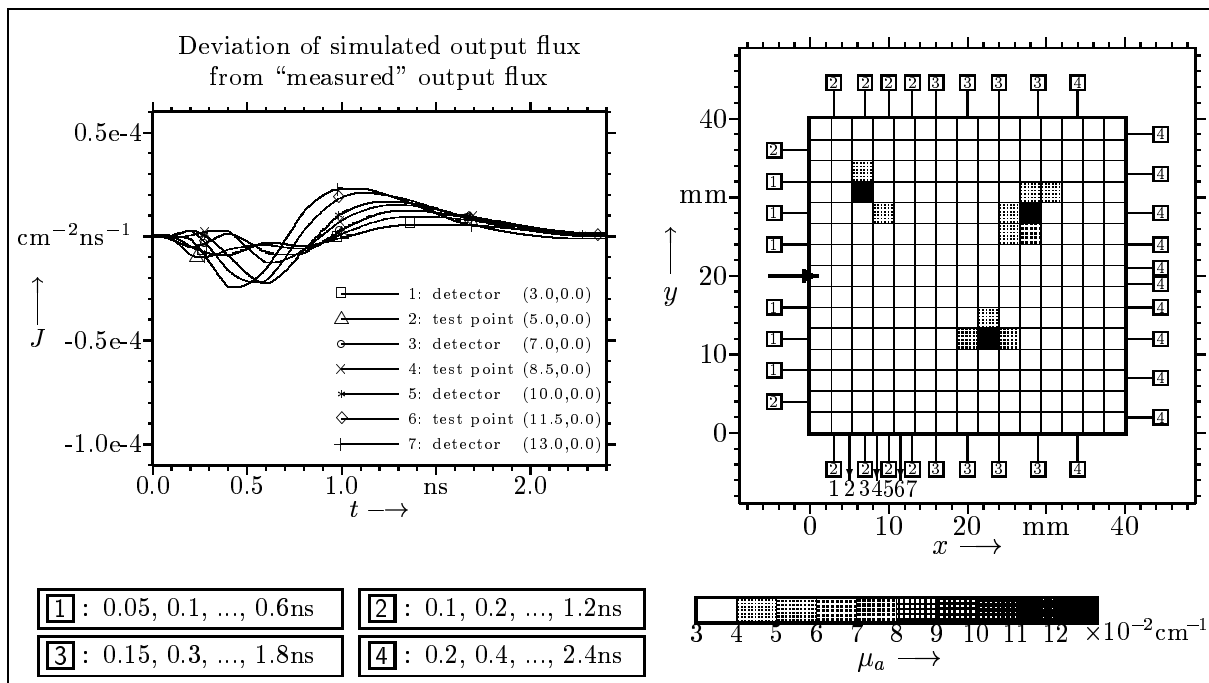 Deviation of simulated output flux
from “measured” output flux
0.5e-4
cm⁻²ns⁻¹
J →
-0.5e-4
-1.0e-4
1: detector (3.0,0.0)
2: test point (5.0,0.0)
3: detector (7.0,0.0)
4: test point (8.5,0.0)
5: detector (10.0,0.0)
6: test point (11.5,0.0)
7: detector (13.0,0.0)
0.0 0.5 1.0 ns 2.0
t →
2 2 2 2 3 3 3 3 4
40
mm
y →
20
10
0
2
1
1
1
1
1
1
2
4
4
4
4
4
4
4
4
4
4
2 2 2 2 3 3 3 3 4
1 2 3 4 5 6 7
0 10 20 mm 40
x →
1 : 0.05, 0.1, ..., 0.6ns
2 : 0.1, 0.2, ..., 1.2ns
3 : 0.15, 0.3, ..., 1.8ns
4 : 0.2, 0.4, ..., 2.4ns
3 4 5 6 7 8 9 10 11 12 ×10⁻²cm⁻¹
μₐ →